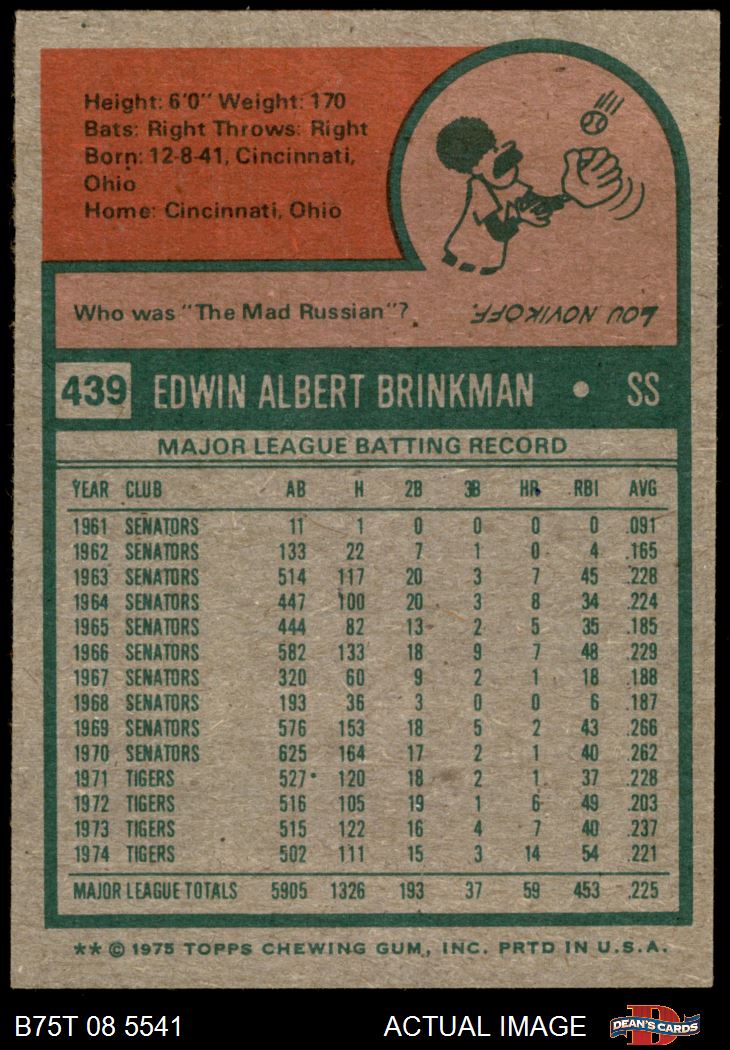 Height: 6'0" Weight: 170
Bats: Right Throws: Right
Born: 12-8-41, Cincinnati,
Ohio
Home: Cincinnati, Ohio
Who was "The Mad Russian"?
LOU NOVIKOFF.
439 EDWIN ALBERT BRINKMAN • SS
MAJOR LEAGUE BATTING RECORD
YEAR CLUB AB H 2B 3B HR RBI AVG
1961 SENATORS 11 1 0 0 0 0 .091
1962 SENATORS 133 22 7 1 0 4 .165
1963 SENATORS 514 117 20 3 7 45 .228
1964 SENATORS 447 100 20 3 8 34 .224
1965 SENATORS 444 82 13 2 5 35 .185
1966 SENATORS 582 133 18 9 7 48 .229
1967 SENATORS 320 60 9 2 1 18 .188
1968 SENATORS 193 36 3 0 0 6 .187
1969 SENATORS 576 153 18 5 2 43 .266
1970 SENATORS 625 164 17 2 1 40 .262
1971 TIGERS 527 120 18 2 1 37 .228
1972 TIGERS 516 105 19 1 6 49 .203
1973 TIGERS 515 122 16 4 7 40 .237
1974 TIGERS 502 111 15 3 14 54 .221
MAJOR LEAGUE TOTALS 5905 1326 193 37 59 453 .225
** © 1975 TOPPS CHEWING GUM, INC. PRTD IN U.S.A.
B75T 08 5541 ACTUAL IMAGE D DEAN'S CARDS